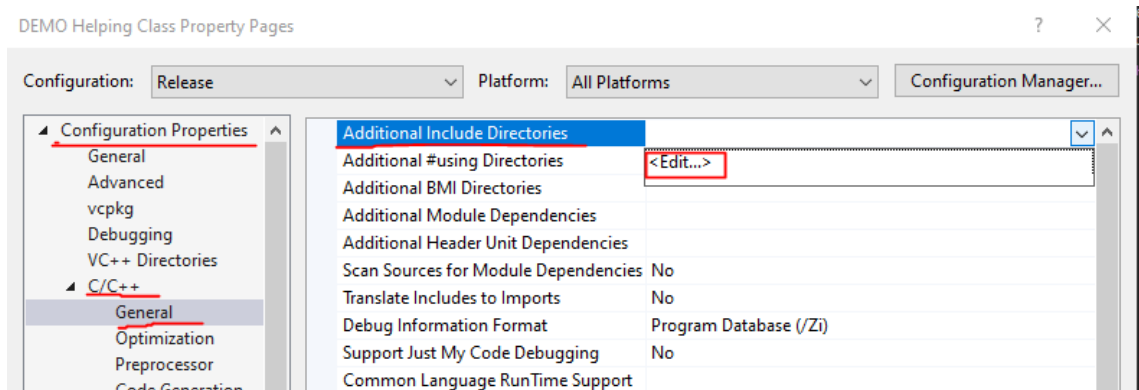 DEMO Helping Class Property Pages ?
Configuration: Release Platform: All Platforms Configuration Manager...
Configuration Properties
General
Advanced
vcpkg
Debugging
VC++ Directories
C/C++
General
Optimization
Preprocessor
Code Generation
Additional Include Directories
Additional #using Directories <Edit...>
Additional BMI Directories
Additional Module Dependencies
Additional Header Unit Dependencies
Scan Sources for Module Dependencies No
Translate Includes to Imports No
Debug Information Format Program Database (/Zi)
Support Just My Code Debugging No
Common Language RunTime Support